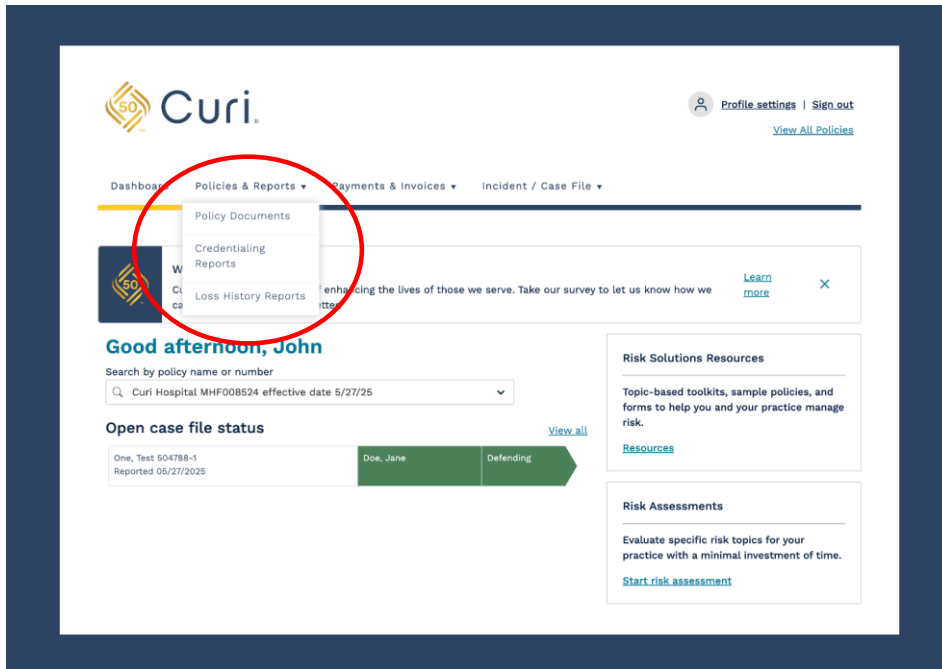 50
Curi.
Profile settings | Sign out
View All Policies
Dashboar
Policies & Reports ▾
Payments & Invoices ▾
Incident / Case File ▾
Policy Documents
Credentialing
Reports
Loss History Reports
50
W
Cu
enhancing the lives of those we serve. Take our survey to let us know how we
ca
tter
Learn
more
Good afternoon, John
Search by policy name or number
Curi Hospital MHF008524 effective date 5/27/25
Open case file status
View all
One, Test 504788-1
Reported 05/27/2025
Doe, Jane
Defending
Risk Solutions Resources
Topic-based toolkits, sample policies, and
forms to help you and your practice manage
risk.
Resources
Risk Assessments
Evaluate specific risk topics for your
practice with a minimal investment of time.
Start risk assessment